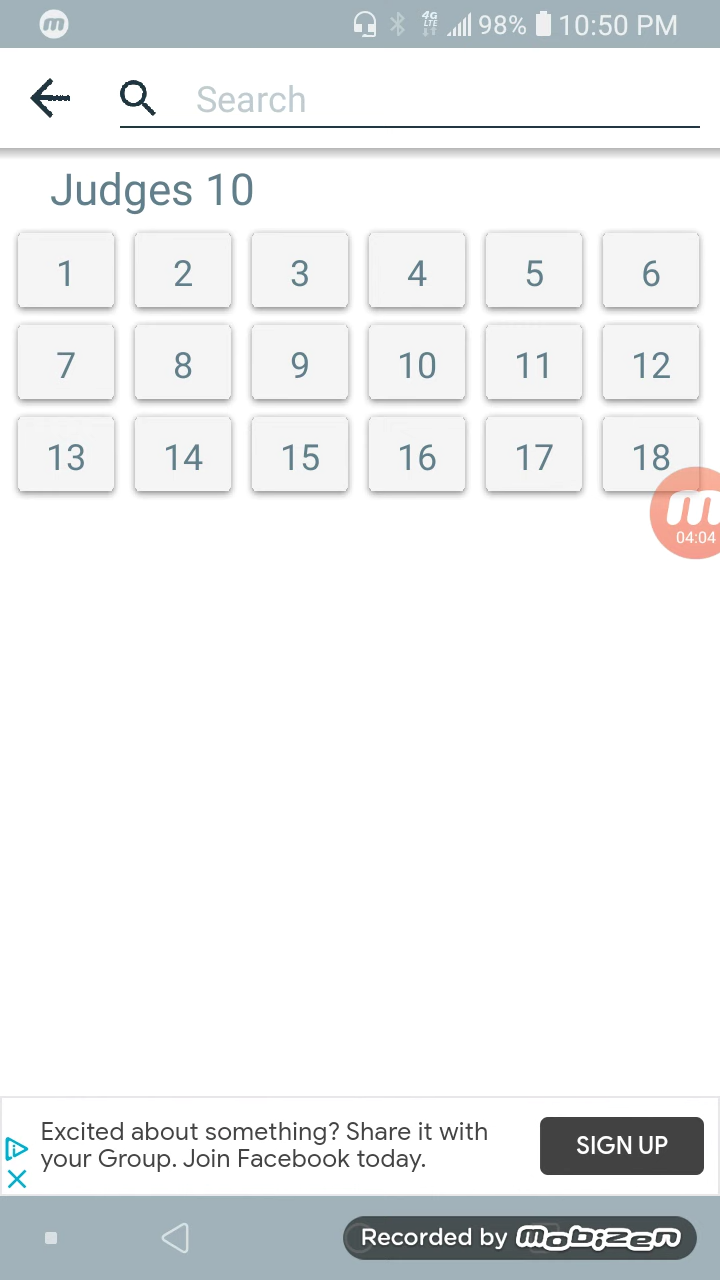 m 4G LTE 98% 10:50 PM
Search
Judges 10
1 2 3 4 5 6
7 8 9 10 11 12
13 14 15 16 17 18
m
04:04
Excited about something? Share it with
your Group. Join Facebook today.
SIGN UP
Recorded by mobizen